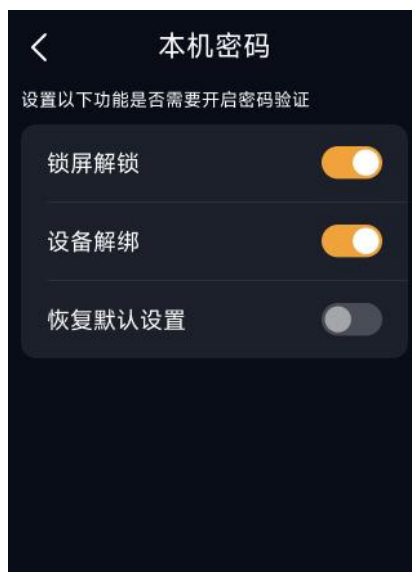 本机密码
设置以下功能是否需要开启密码验证
锁屏解锁
设备解绑
恢复默认设置